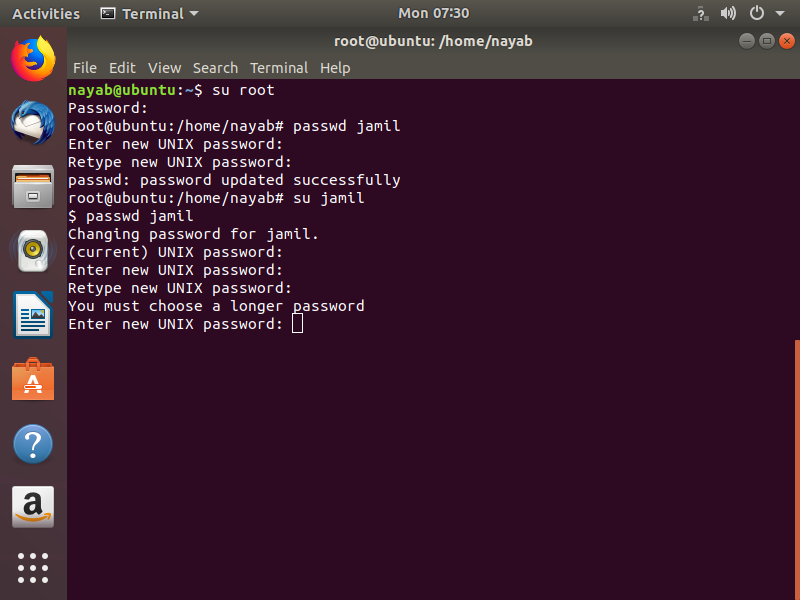 Activities Terminal Mon 07:30
root@ubuntu: /home/nayab
File Edit View Search Terminal Help
nayab@ubuntu:~$ su root
Password:
root@ubuntu:/home/nayab# passwd jamil
Enter new UNIX password:
Retype new UNIX password:
passwd: password updated successfully
root@ubuntu:/home/nayab# su jamil
$ passwd jamil
Changing password for jamil.
(current) UNIX password:
Enter new UNIX password:
Retype new UNIX password:
You must choose a longer password
Enter new UNIX password: